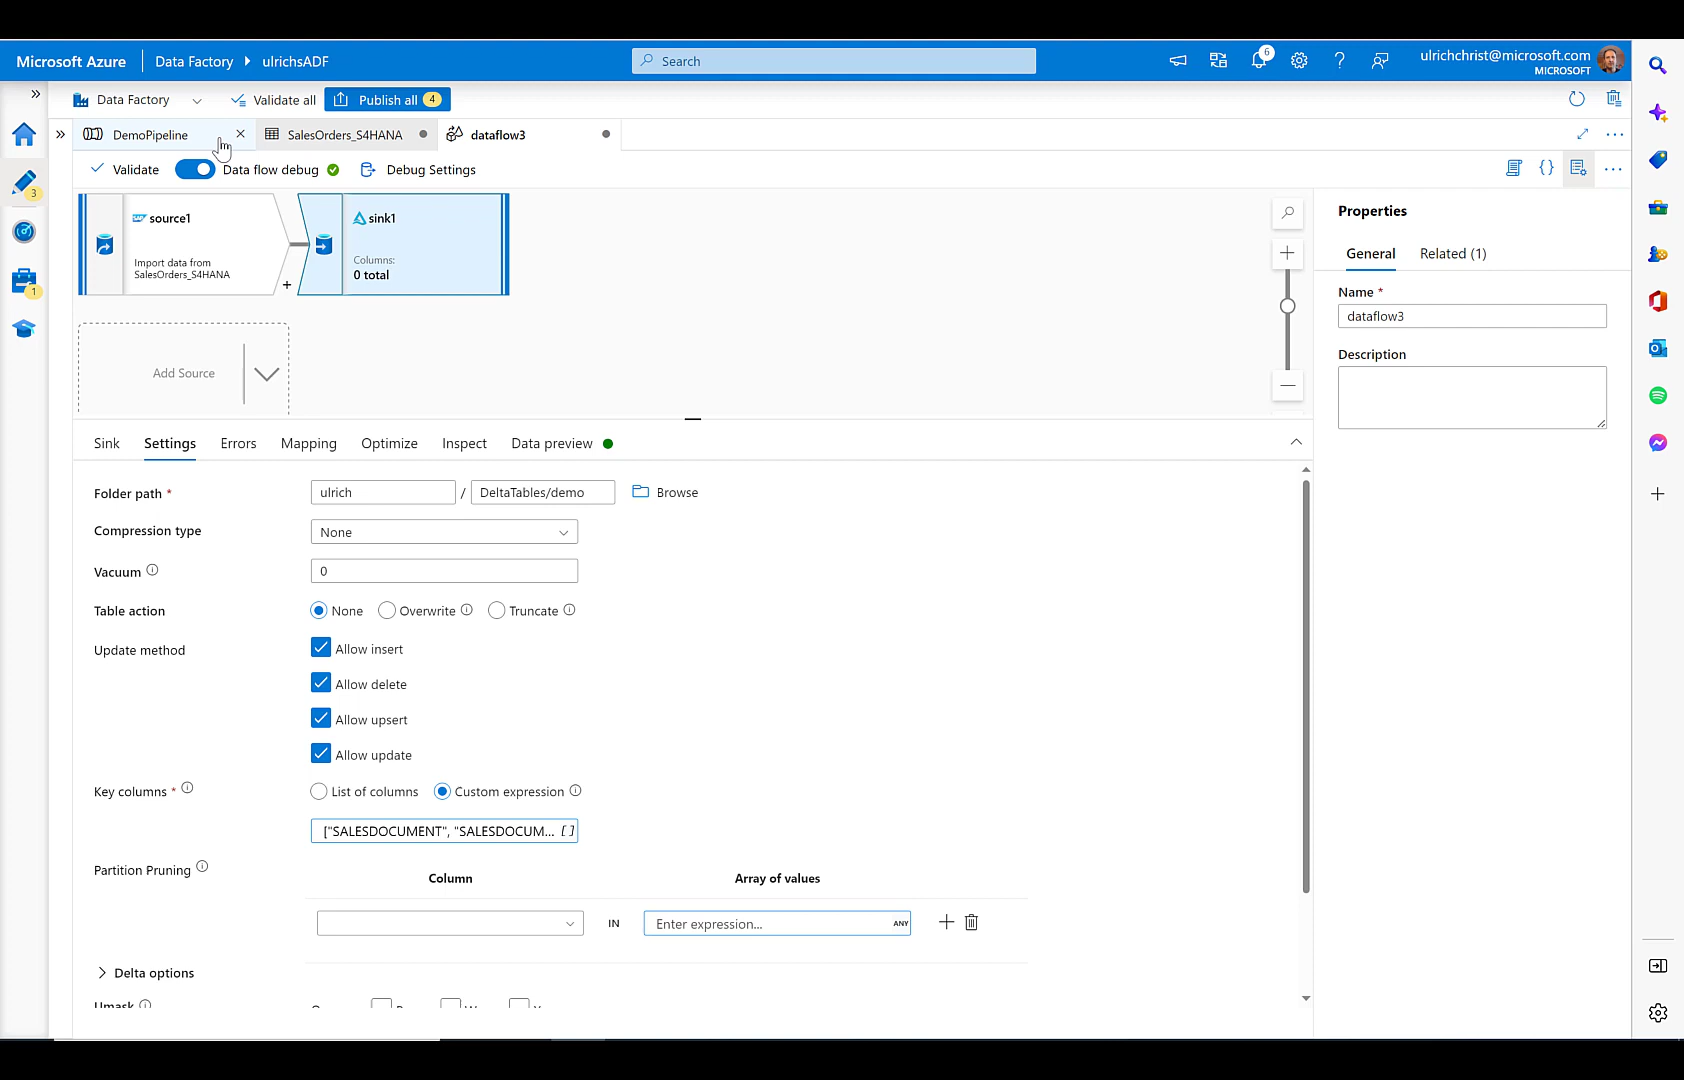 Microsoft Azure Data Factory ulrichsADF Search 6 ulrichchrist@microsoft.com
MICROSOFT
Data Factory Validate all Publish all 4
DemoPipeline SalesOrders_S4HANA dataflow3
Validate Data flow debug Debug Settings
3
1
source1
Import data from
SalesOrders_S4HANA
sink1
Columns:
0 total
Add Source
Properties
General Related (1)
Name *
dataflow3
Description
Sink Settings Errors Mapping Optimize Inspect Data preview
Folder path * ulrich / DeltaTables/demo Browse
Compression type None
Vacuum 0
Table action None Overwrite Truncate
Update method Allow insert
Allow delete
Allow upsert
Allow update
Key columns * List of columns Custom expression
["SALESDOCUMENT", "SALESDOCUM... []
Partition Pruning
Column Array of values
IN Enter expression... ANY
Delta options
Umask